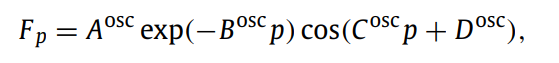 F_p = A^osc exp(−B^osc p) cos(C^osc p + D^osc),